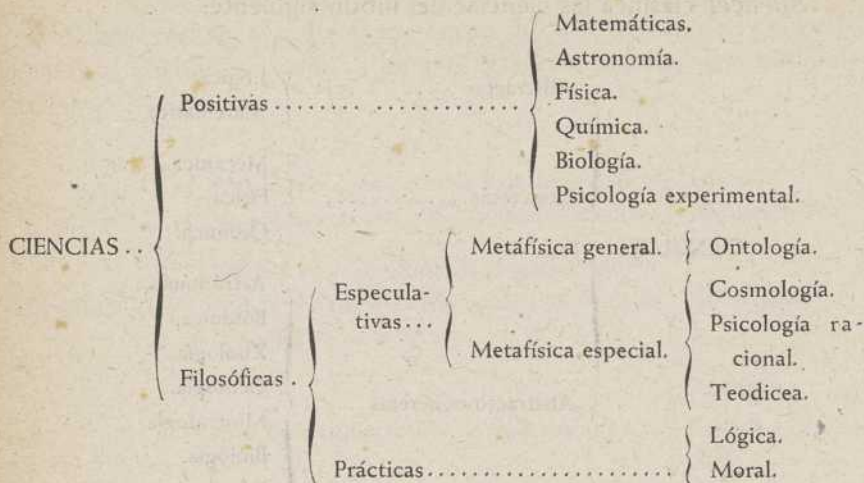 Matemáticas.
Astronomía.
Positivas .......  ............. Física.
Química.
Biología.
Psicología experimental.
CIENCIAS ..
Metáfísica general. Ontología.
Especula-
tivas...
Cosmología.
Psicología ra-
cional.
Metafísica especial.
Teodicea.
Filosóficas .
Lógica.
Prácticas....................... Moral.